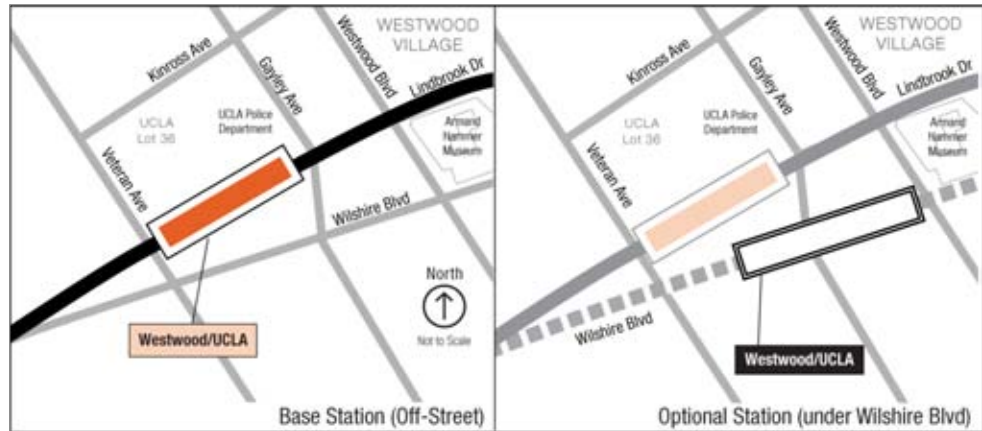 WESTWOOD
VILLAGE
Kinross Ave
Gayley Ave
Westwood Blvd
Lindbrook Dr
UCLA
Lot 36
UCLA Police
Department
Armand
Hammer
Museum
Veteran Ave
Wilshire Blvd
North
Not to Scale
Westwood/UCLA
Base Station (Off-Street)
WESTWOOD
VILLAGE
Kinross Ave
Gayley Ave
Westwood Blvd
Lindbrook Dr
UCLA
Lot 36
UCLA Police
Department
Armand
Hammer
Museum
Veteran Ave
Wilshire Blvd
Westwood/UCLA
Optional Station (under Wilshire Blvd)